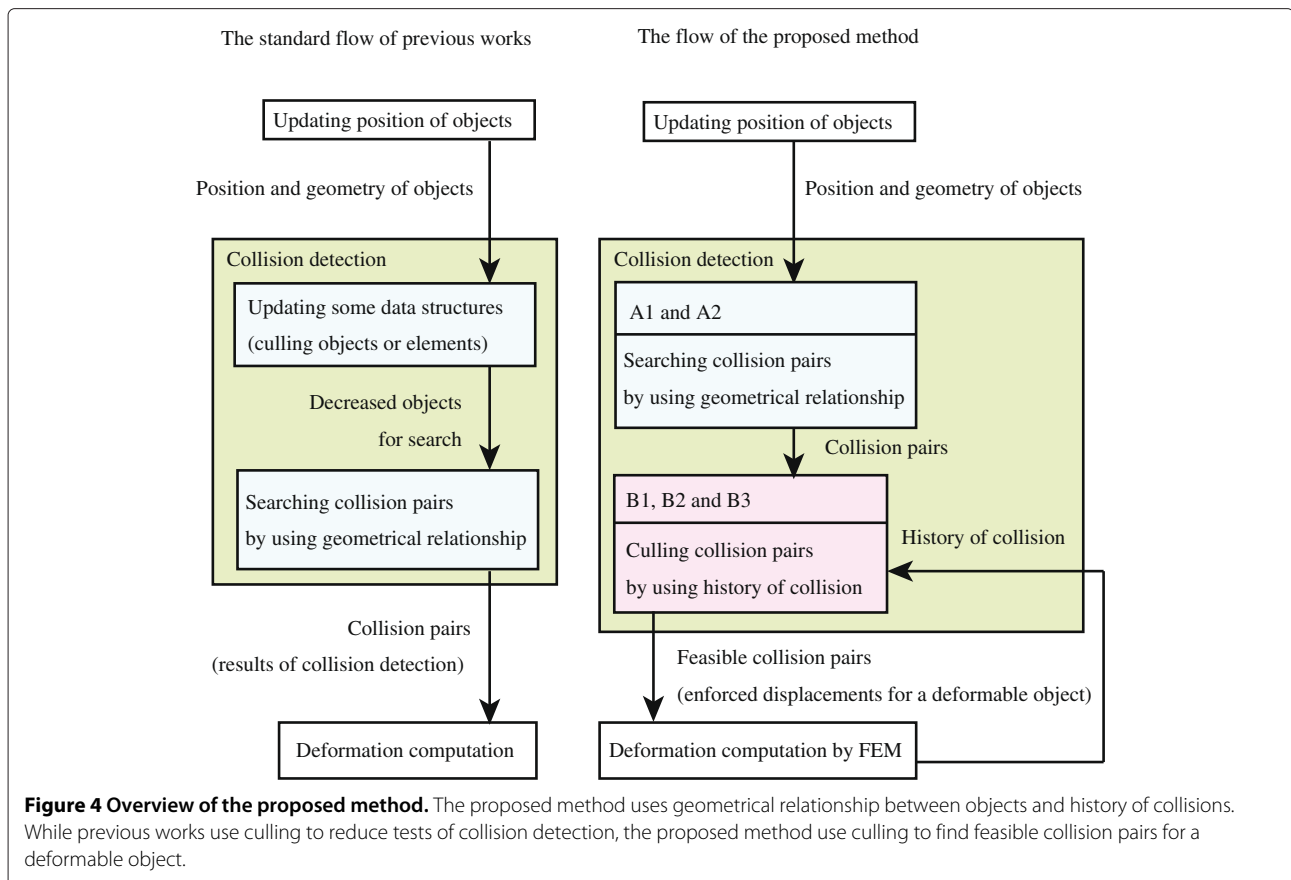 The standard flow of previous works
Updating position of objects
Position and geometry of objects
Collision detection
Updating some data structures
(culling objects or elements)
Decreased objects
for search
Searching collision pairs
by using geometrical relationship
Collision pairs
(results of collision detection)
Deformation computation
The flow of the proposed method
Updating position of objects
Position and geometry of objects
Collision detection
A1 and A2
Searching collision pairs
by using geometrical relationship
Collision pairs
B1, B2 and B3
Culling collision pairs
by using history of collision
History of collision
Feasible collision pairs
(enforced displacements for a deformable object)
Deformation computation by FEM
Figure 4 Overview of the proposed method. The proposed method uses geometrical relationship between objects and history of collisions.
While previous works use culling to reduce tests of collision detection, the proposed method use culling to find feasible collision pairs for a
deformable object.